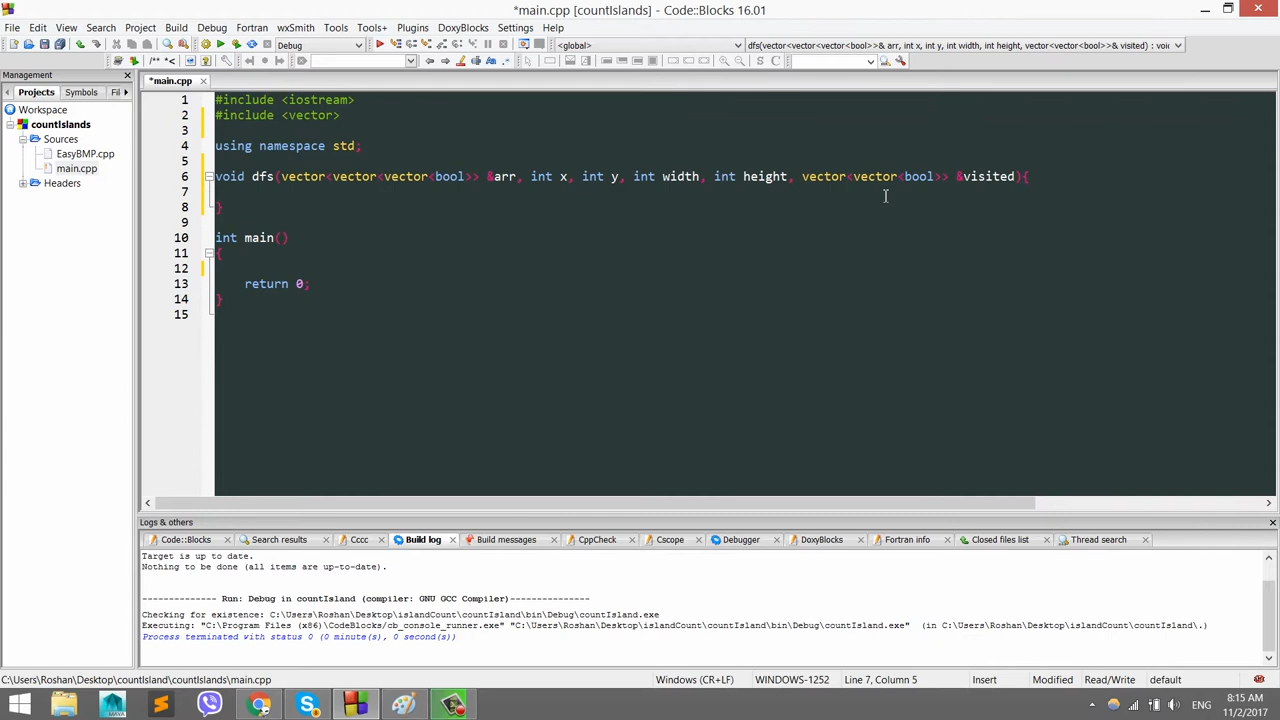 *main.cpp [countIslands] - Code::Blocks 16.01
File Edit View Search Project Build Debug Fortran wxSmith Tools Tools+ Plugins DoxyBlocks Settings Help
Debug <global> dfs(vector<vector<vector<bool>>& arr, int x, int y, int width, int height, vector<vector<bool>>& visited) : voic
/** *< S C
Management *main.cpp
Projects Symbols Fil
Workspace
countIslands
Sources
EasyBMP.cpp
main.cpp
Headers
1 #include <iostream>
2 #include <vector>
3
4 using namespace std;
5
6 void dfs(vector<vector<vector<bool>> &arr, int x, int y, int width, int height, vector<vector<bool>> &visited){
7
8 }
9
10 int main()
11 {
12
13 return 0;
14 }
15
Logs & others
Code::Blocks Search results Cccc Build log Build messages CppCheck Cscope Debugger DoxyBlocks Fortran info Closed files list Thread search
Target is up to date.
Nothing to be done (all items are up-to-date).
-------------- Run: Debug in countIsland (compiler: GNU GCC Compiler)---------------
Checking for existence: C:\Users\Roshan\Desktop\islandCount\countIsland\bin\Debug\countIsland.exe
Executing: "C:\Program Files (x86)\CodeBlocks/cb_console_runner.exe" "C:\Users\Roshan\Desktop\islandCount\countIsland\bin\Debug\countIsland.exe" (in C:\Users\Roshan\Desktop\islandCount\countIsland\.)
Process terminated with status 0 (0 minute(s), 0 second(s))
C:\Users\Roshan\Desktop\countIsland\countIslands\main.cpp Windows (CR+LF) WINDOWS-1252 Line 7, Column 5 Insert Modified Read/Write default
ENG 8:15 AM
11/2/2017